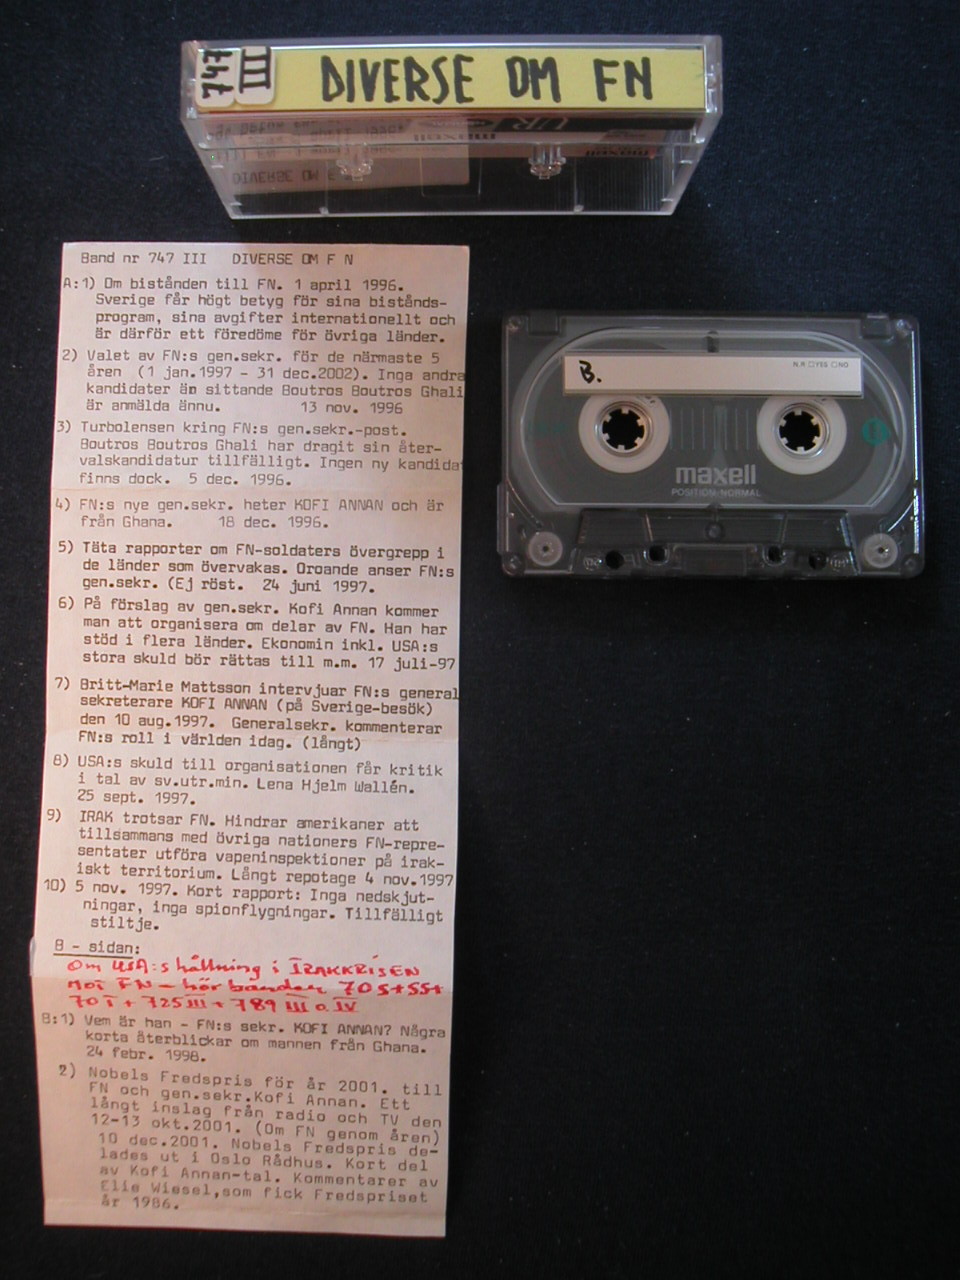 747
III
DIVERSE OM FN
maxell
UR
DIVERSE OM F N
Band nr 747 III DIVERSE OM F N
A:1) Om bistånden till FN. 1 april 1996.
Sverige får högt betyg för sina bistånds-
program, sina avgifter internationellt och
är därför ett föredöme för övriga länder.
2) Valet av FN:s gen.sekr. för de närmaste 5
åren (1 jan.1997 - 31 dec.2002). Inga andra
kandidater än sittande Boutros Boutros Ghali
är anmälda ännu. 13 nov. 1996
3) Turbolensen kring FN:s gen.sekr.-post.
Boutros Boutros Ghali har dragit sin åter-
valskandidatur tillfälligt. Ingen ny kandidat
finns dock. 5 dec. 1996.
4) FN:s nye gen.sekr. heter KOFI ANNAN och är
från Ghana. 18 dec. 1996.
5) Täta rapporter om FN-soldaters övergrepp i
de länder som övervakas. Oroande anser FN:s
gen.sekr. (Ej röst. 24 juni 1997.
6) På förslag av gen.sekr. Kofi Annan kommer
man att organisera om delar av FN. Han har
stöd i flera länder. Ekonomin inkl. USA:s
stora skuld bör rättas till m.m. 17 juli-97
7) Britt-Marie Mattsson intervjuar FN:s general
sekreterare KOFI ANNAN (på Sverige-besök)
den 10 aug.1997. Generalsekr. kommenterar
FN:s roll i världen idag. (långt)
8) USA:s skuld till organisationen får kritik
i tal av sv.utr.min. Lena Hjelm Wallén.
25 sept. 1997.
9) IRAK trotsar FN. Hindrar amerikaner att
tillsammans med övriga nationers FN-repre-
sentater utföra vapeninspektioner på irak-
iskt territorium. Långt repotage 4 nov.1997
10) 5 nov. 1997. Kort rapport: Inga nedskjut-
ningar, inga spionflygningar. Tillfälligt
stiltje.
B - sidan:
Om USA:s hållning i IRAKKRISEN
mot FN - hör banden 705+SS+
70 I + 725 III + 789 III o. IV
B:1) Vem är han - FN:s sekr. KOFI ANNAN? Några
korta återblickar om mannen från Ghana.
24 febr. 1998.
2) Nobels Fredspris för år 2001. till
FN och gen.sekr.Kofi Annan. Ett
långt inslag från radio och TV den
12-13 okt.2001. (Om FN genom åren)
10 dec.2001. Nobels Fredspris de-
lades ut i Oslo Rådhus. Kort del
av Kofi Annan-tal. Kommentarer av
Elie Wiesel,som fick Fredspriset
år 1986.
B.
N.R. □YES □NO
maxell
POSITION·NORMAL